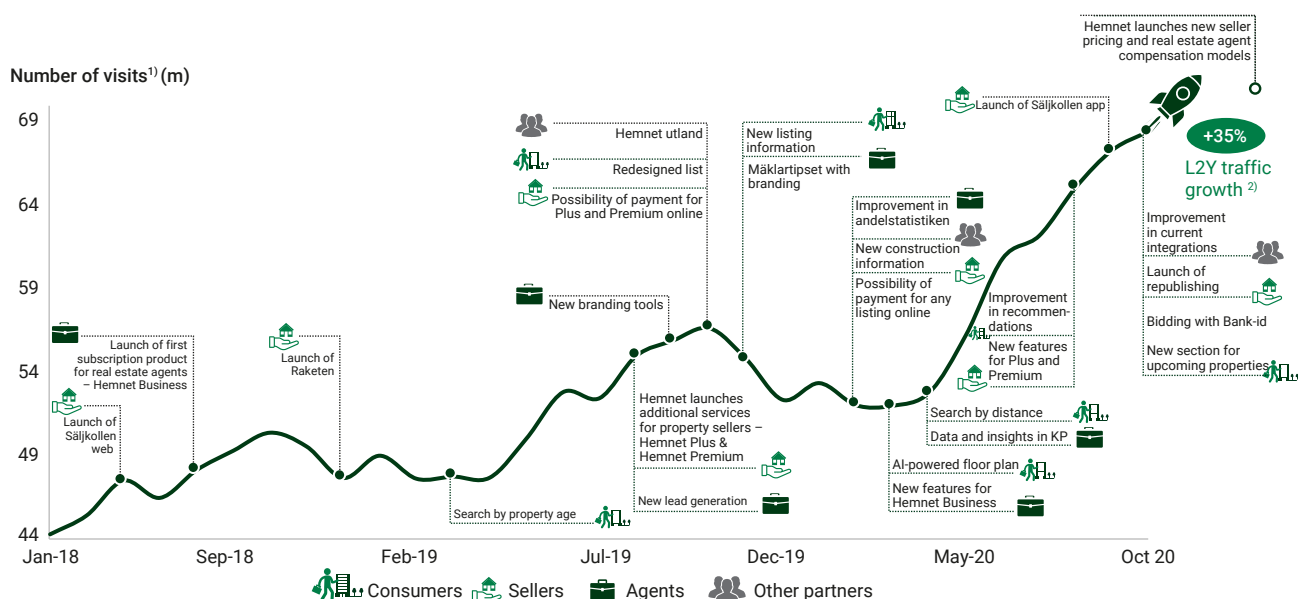 Hemnet launches new seller
pricing and real estate agent
compensation models
Number of visits¹⁾ (m)
69
64
59
54
49
44
Jan-18
Sep-19
Feb-19
Jul-19
Dec-19
May-20
Oct 20
Launch of first
subscription product
for real estate agents
– Hemnet Business
Launch of
Säljkollen
web
Launch of
Raketen
Search by property age
Hemnet utland
Redesigned list
Possibility of payment for
Plus and Premium online
New branding tools
Hemnet launches
additional services
for property sellers –
Hemnet Plus &
Hemnet Premium
New lead generation
New listing
information
Mäklartipset with
branding
Improvement in
andelstatistiken
New construction
information
Possibility of
payment for any
listing online
AI-powered floor plan
New features for
Hemnet Business
Search by distance
Data and insights in KP
Improvement
in recommen-
dations
New features
for Plus and
Premium
Launch of Säljkollen app
+35%
L2Y traffic
growth ²⁾
Improvement
in current
integrations
Launch of
republishing
Bidding with Bank-id
New section for
upcoming properties
Consumers
Sellers
Agents
Other partners